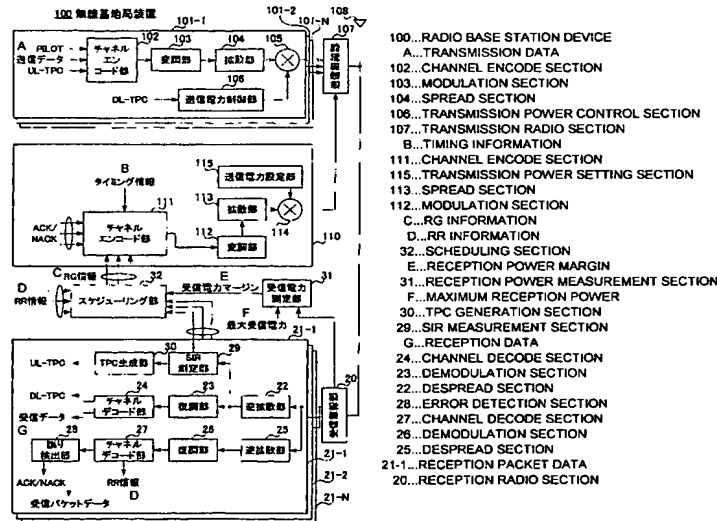 100 無線基地局装置
101-1
101-2
101-N
108
107
A
PILOT
送信データ
UL-TPC
チャネル
エン
コード部
102
103
変調部
104
拡散部
105
106
DL-TPC
送信電力制御部
B
タイミング情報
111
ACK/
NACK
チャネル
エンコード部
115
送信電力設定部
113
拡散部
114
112
変調部
110
C RG情報
32
D
RR情報
スケジューリング部
E
受信電力マージン
31
受信電力
測定部
F
最大受信電力
21-1
30
29
UL-TPC
TPC生成部
SIR
測定部
20
DL-TPC
24
23
22
チャネル
デコード部
復調部
逆拡散部
受信データ
G
28
27
26
25
誤り
検出部
チャネル
デコード部
復調部
逆拡散部
21-1
21-2
21-N
ACK/NACK
RR情報
D
受信パケットデータ
100...RADIO BASE STATION DEVICE
A...TRANSMISSION DATA
102...CHANNEL ENCODE SECTION
103...MODULATION SECTION
104...SPREAD SECTION
106...TRANSMISSION POWER CONTROL SECTION
107...TRANSMISSION RADIO SECTION
B...TIMING INFORMATION
111...CHANNEL ENCODE SECTION
115...TRANSMISSION POWER SETTING SECTION
113...SPREAD SECTION
112...MODULATION SECTION
C...RG INFORMATION
D...RR INFORMATION
32...SCHEDULING SECTION
E...RECEPTION POWER MARGIN
31...RECEPTION POWER MEASUREMENT SECTION
F...MAXIMUM RECEPTION POWER
30...TPC GENERATION SECTION
29...SIR MEASUREMENT SECTION
G...RECEPTION DATA
24...CHANNEL DECODE SECTION
23...DEMODULATION SECTION
22...DESPREAD SECTION
28...ERROR DETECTION SECTION
27...CHANNEL DECODE SECTION
26...DEMODULATION SECTION
25...DESPREAD SECTION
21-1...RECEPTION PACKET DATA
20...RECEPTION RADIO SECTION